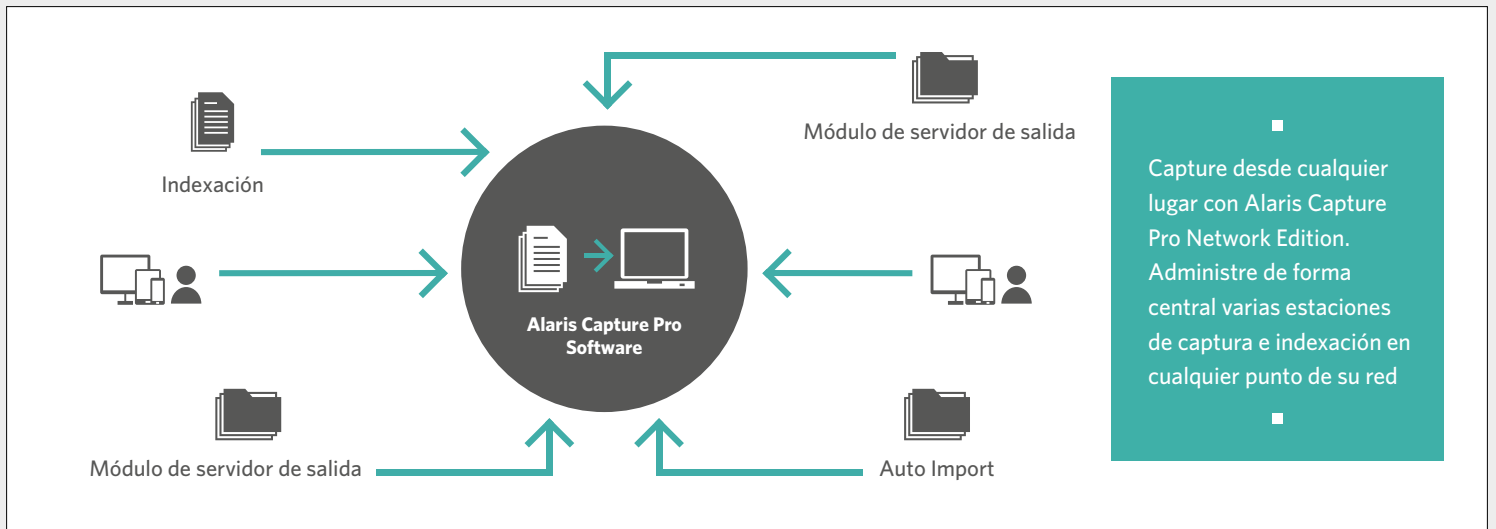 Módulo de servidor de salida
Indexación
Alaris Capture Pro
Software
Módulo de servidor de salida
Auto Import
Capture desde cualquier
lugar con Alaris Capture
Pro Network Edition.
Administre de forma
central varias estaciones
de captura e indexación en
cualquier punto de su red